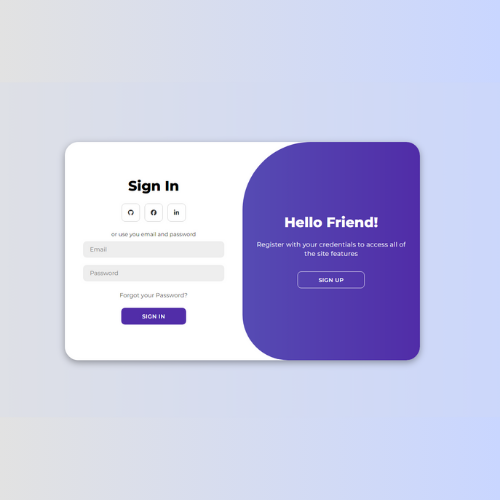 Sign In
or use you email and password
Email
Password
Forgot your Password?
SIGN IN
Hello Friend!
Register with your credentials to access all of
the site features
SIGN UP